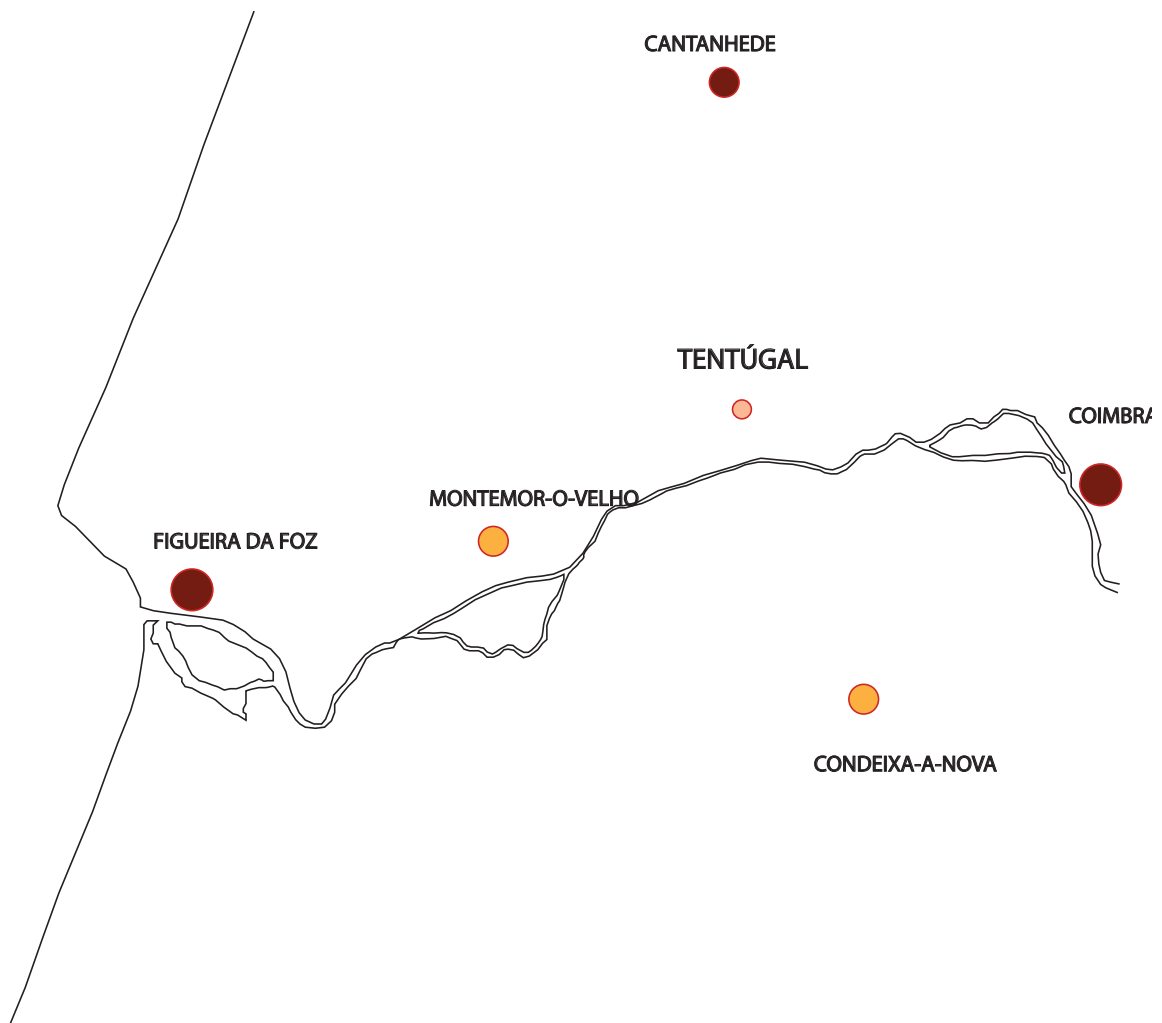 CANTANHEDE
TENTÚGAL
COIMBRA
MONTEMOR-O-VELHO
FIGUEIRA DA FOZ
CONDEIXA-A-NOVA